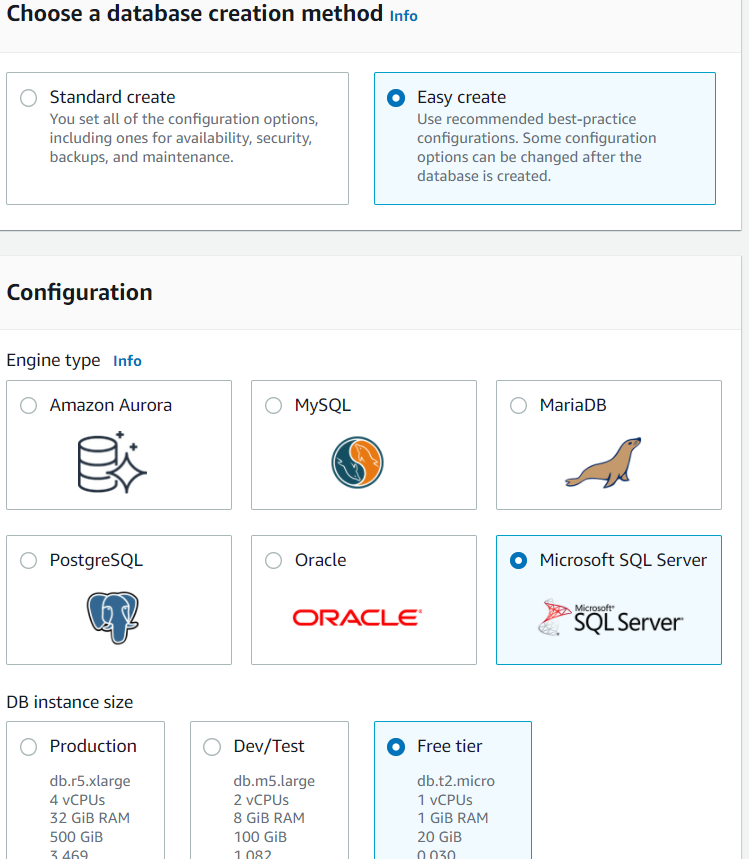 Choose a database creation method Info
Standard create
You set all of the configuration options,
including ones for availability, security,
backups, and maintenance.
Easy create
Use recommended best-practice
configurations. Some configuration
options can be changed after the
database is created.
Configuration
Engine type Info
Amazon Aurora
MySQL
MariaDB
PostgreSQL
Oracle
ORACLE®
Microsoft SQL Server
Microsoft®
SQL Server®
DB instance size
Production
db.r5.xlarge
4 vCPUs
32 GiB RAM
500 GiB
3.469
Dev/Test
db.m5.large
2 vCPUs
8 GiB RAM
100 GiB
1.082
Free tier
db.t2.micro
1 vCPUs
1 GiB RAM
20 GiB
0.030